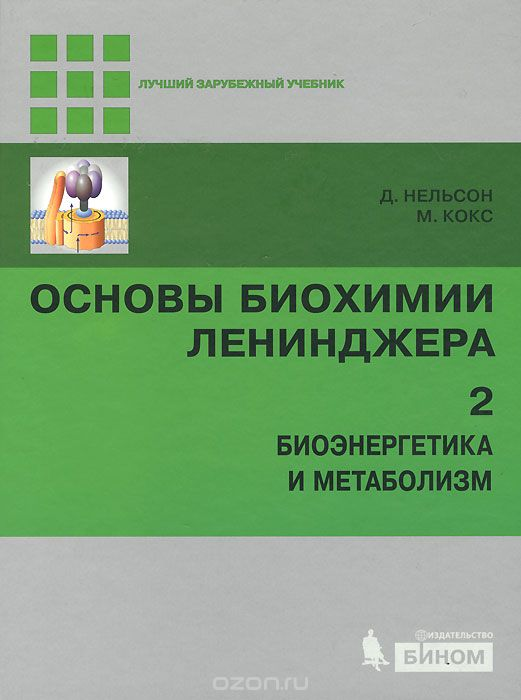 ЛУЧШИЙ ЗАРУБЕЖНЫЙ УЧЕБНИК
Д. НЕЛЬСОН
М. КОКС
ОСНОВЫ БИОХИМИИ
ЛЕНИНДЖЕРА
2
БИОЭНЕРГЕТИКА
И МЕТАБОЛИЗМ
ИЗДАТЕЛЬСТВО
БИНОМ
ozon.ru